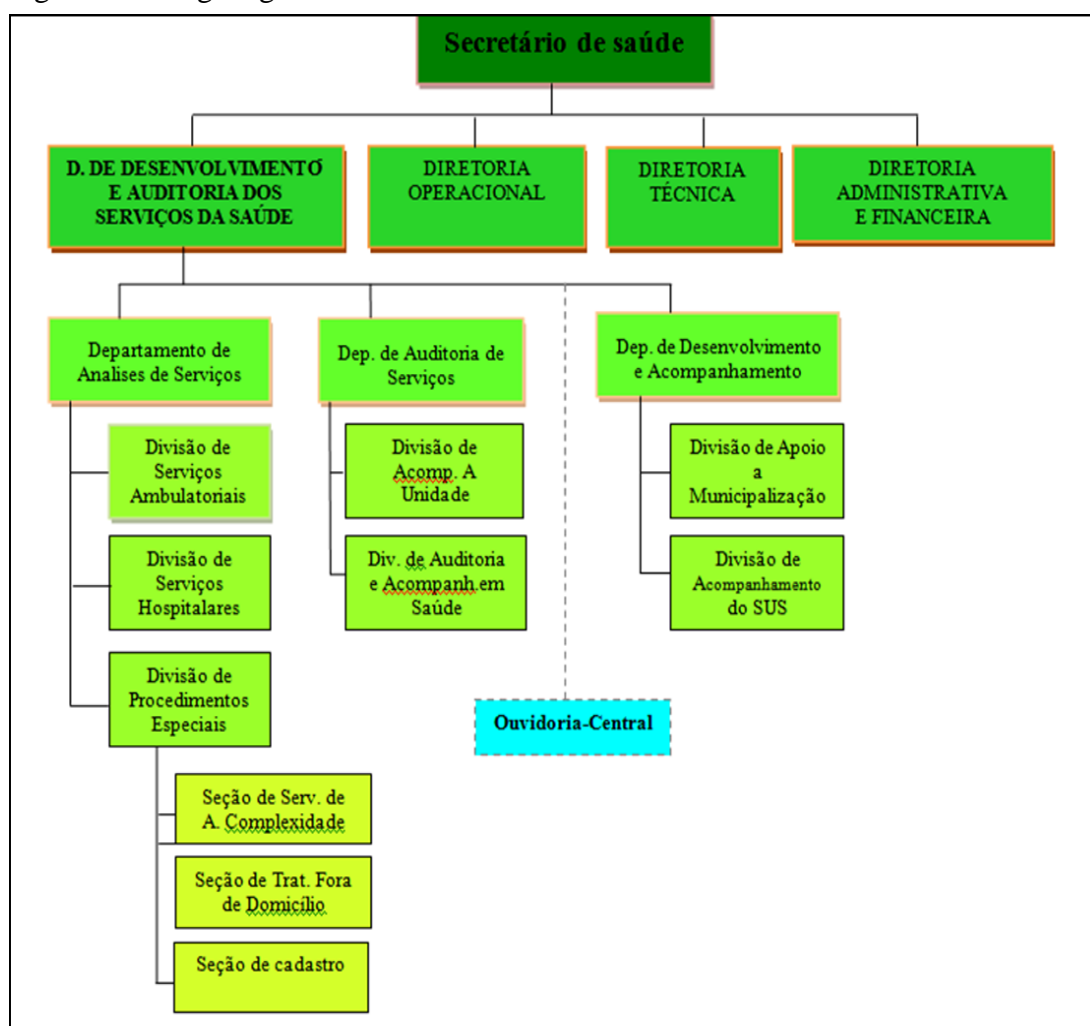 Secretário de saúde
D. DE DESENVOLVIMENTO
E AUDITORIA DOS
SERVIÇOS DA SAÚDE
DIRETORIA
OPERACIONAL
DIRETORIA
TÉCNICA
DIRETORIA
ADMINISTRATIVA
E FINANCEIRA
Departamento de
Analises de Serviços
Dep. de Auditoria de
Serviços
Dep. de Desenvolvimento
e Acompanhamento
Divisão de
Serviços
Ambulatoriais
Divisão de
Acomp. A
Unidade
Divisão de Apoio
a
Municipalização
Divisão de
Serviços
Hospitalares
Div. de Auditoria
e Acompanh.em
Saúde
Divisão de
Acompanhamento
do SUS
Divisão de
Procedimentos
Especiais
Ouvidoria-Central
Seção de Serv. de
A. Complexidade
Seção de Trat. Fora
de Domicílio
Seção de cadastro